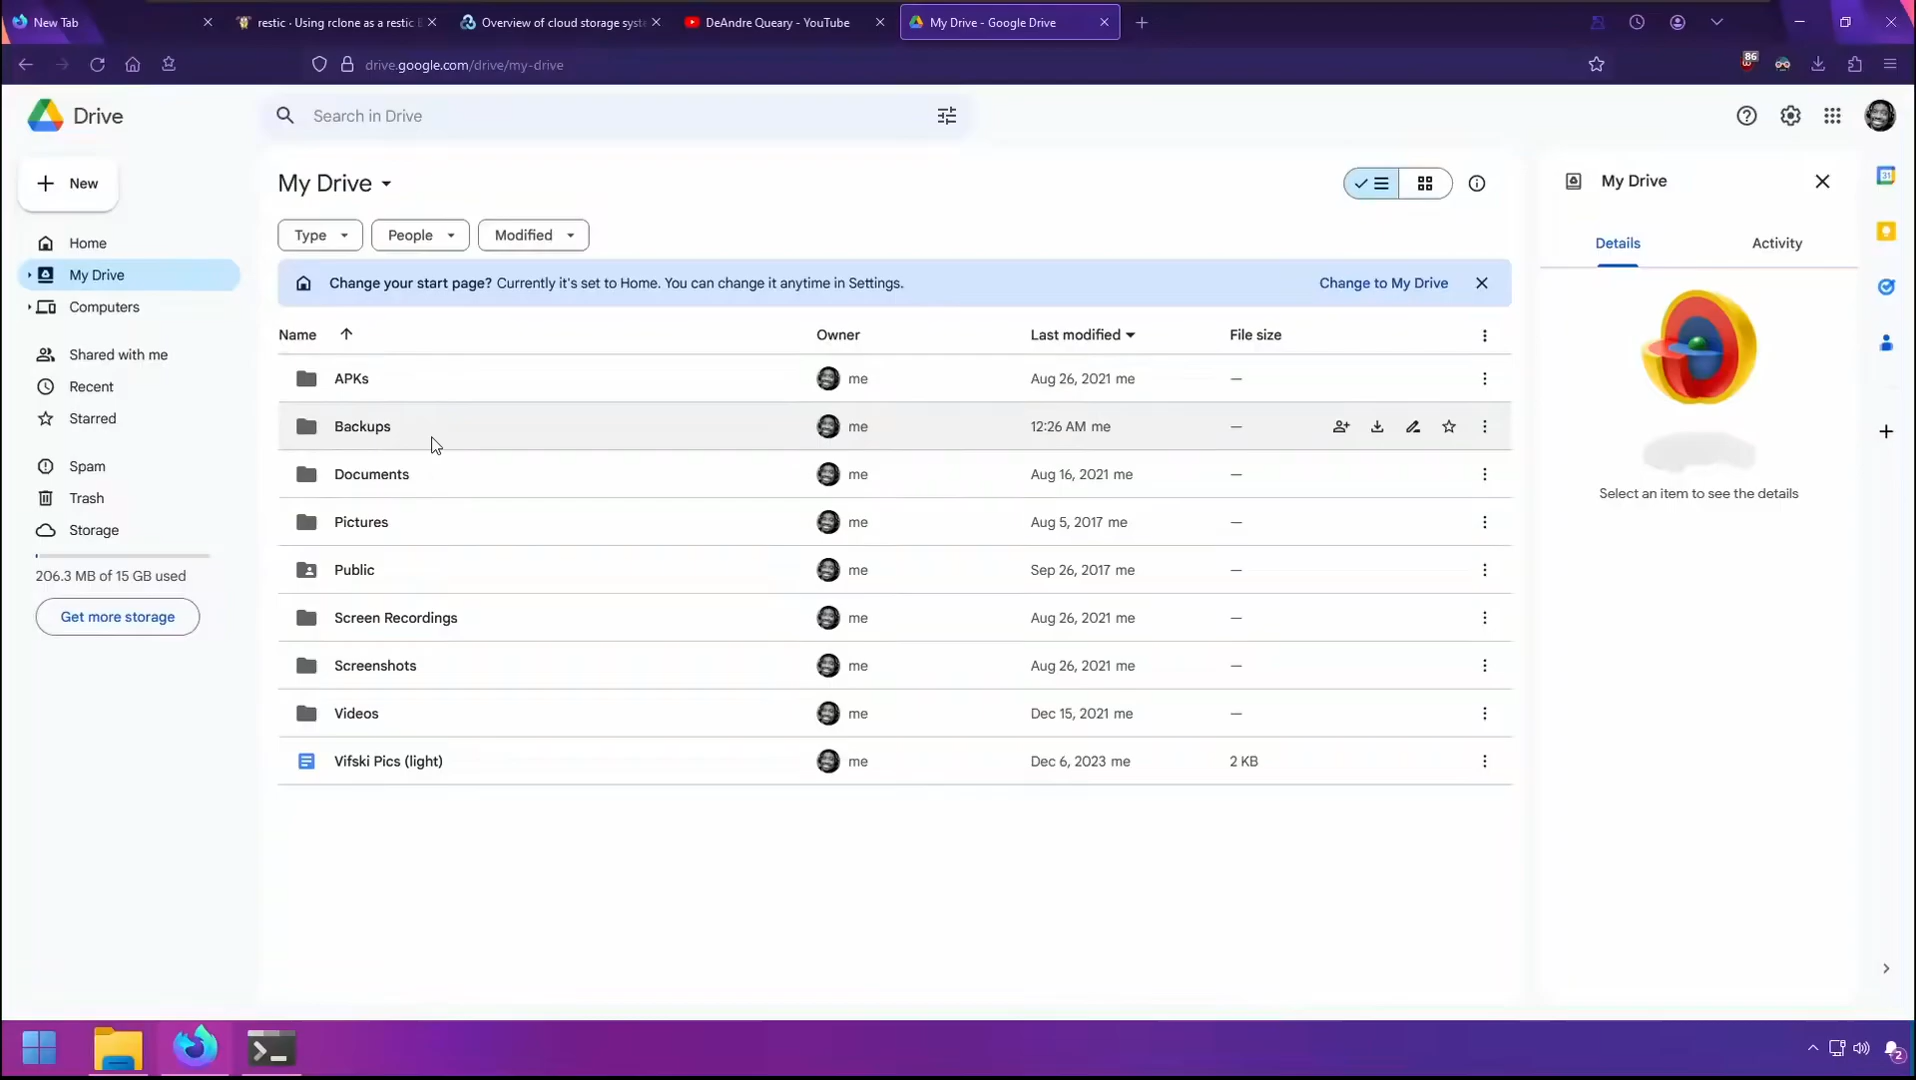 New Tab
restic · Using rclone as a restic
Overview of cloud storage syst
DeAndre Queary - YouTube
My Drive - Google Drive
drive.google.com/drive/my-drive
86
Drive
Search in Drive
New
My Drive
Type
People
Modified
Home
My Drive
Computers
Shared with me
Recent
Starred
Spam
Trash
Storage
206.3 MB of 15 GB used
Get more storage
Change your start page? Currently it's set to Home. You can change it anytime in Settings.
Change to My Drive
Name Owner Last modified File size
APKs me Aug 26, 2021 me —
Backups me 12:26 AM me —
Documents me Aug 16, 2021 me —
Pictures me Aug 5, 2017 me —
Public me Sep 26, 2017 me —
Screen Recordings me Aug 26, 2021 me —
Screenshots me Aug 26, 2021 me —
Videos me Dec 15, 2021 me —
Vifski Pics (light) me Dec 6, 2023 me 2 KB
My Drive
Details
Activity
Select an item to see the details
31
2